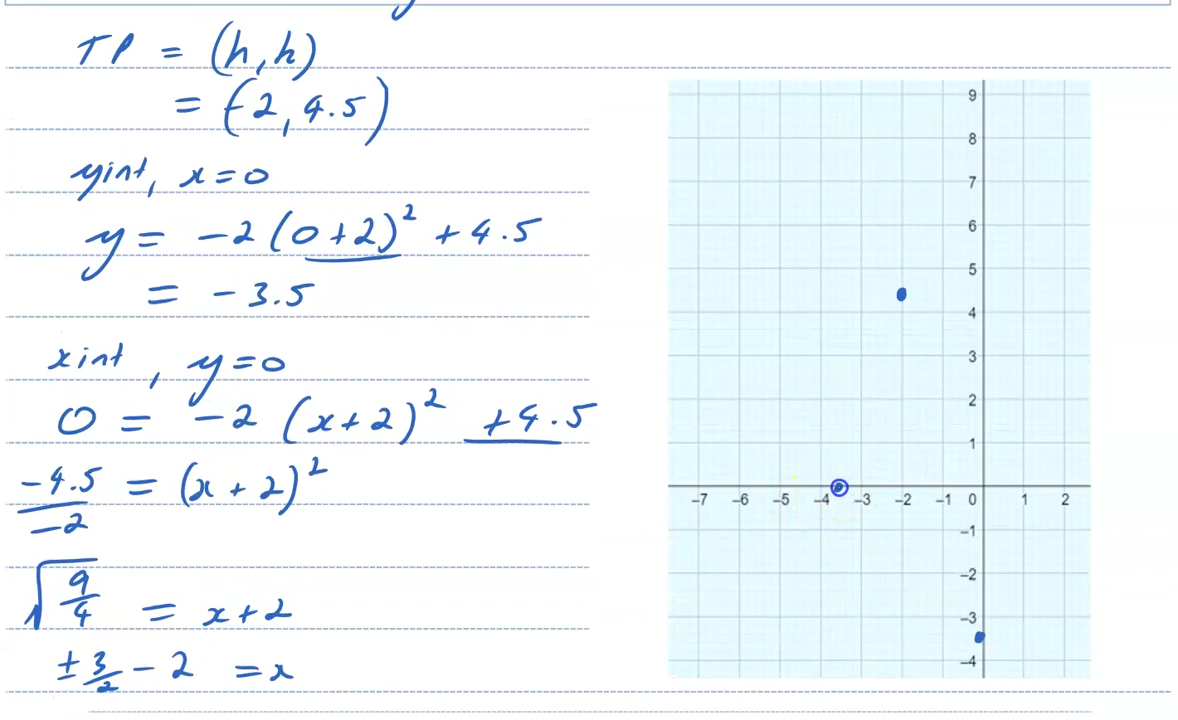 TP = (h, k)
= (-2, 4.5)
yint, x=0
y = -2 (0+2)² + 4.5
= -3.5
xint, y=0
0 = -2 (x+2)² +4.5
-4.5/-2 = (x+2)²
√9/4 = x+2
±3/2 - 2 = x
9
8
7
6
5
4
3
2
1
-7 -6 -5 -4 -3 -2 -1 0 1 2
-1
-2
-3
-4